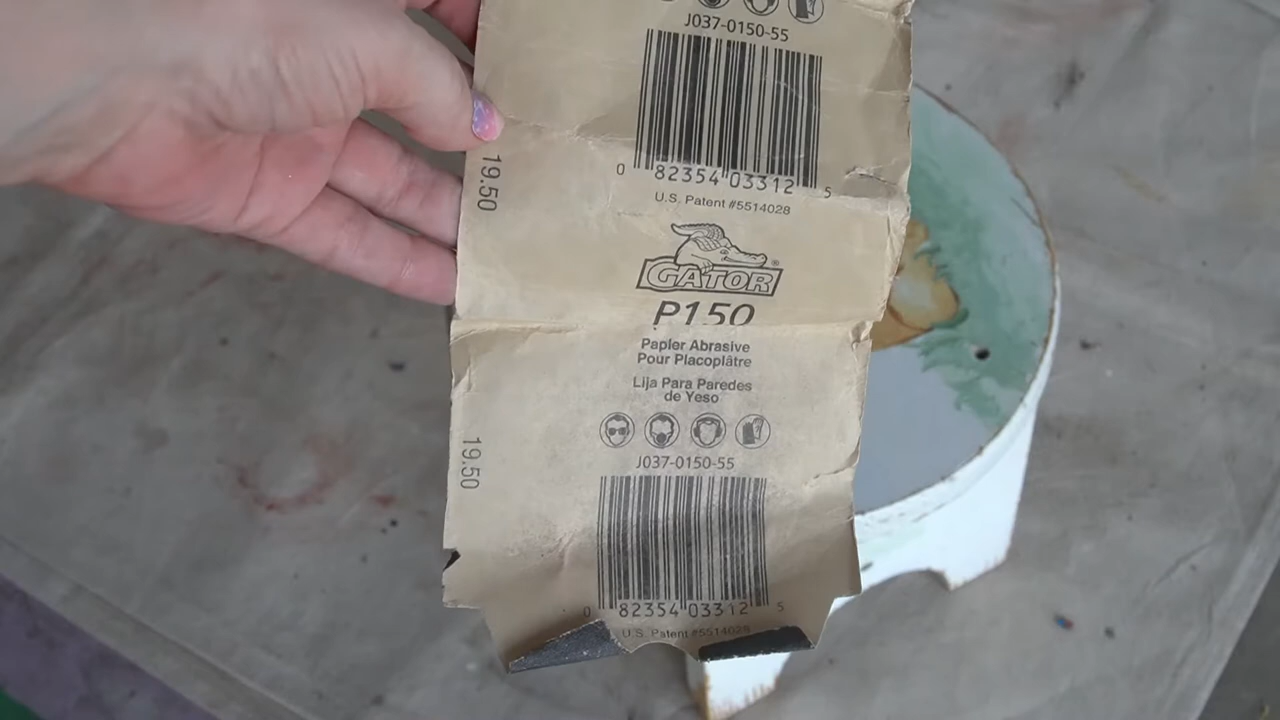 J037-0150-55
0 82354 03312 5
U.S. Patent #5514028
19.50
GATOR®
P150
Papier Abrasive
Pour Placoplâtre
Lija Para Paredes
de Yeso
19.50
J037-0150-55
0 82354 03312 5
U.S. Patent #5514028